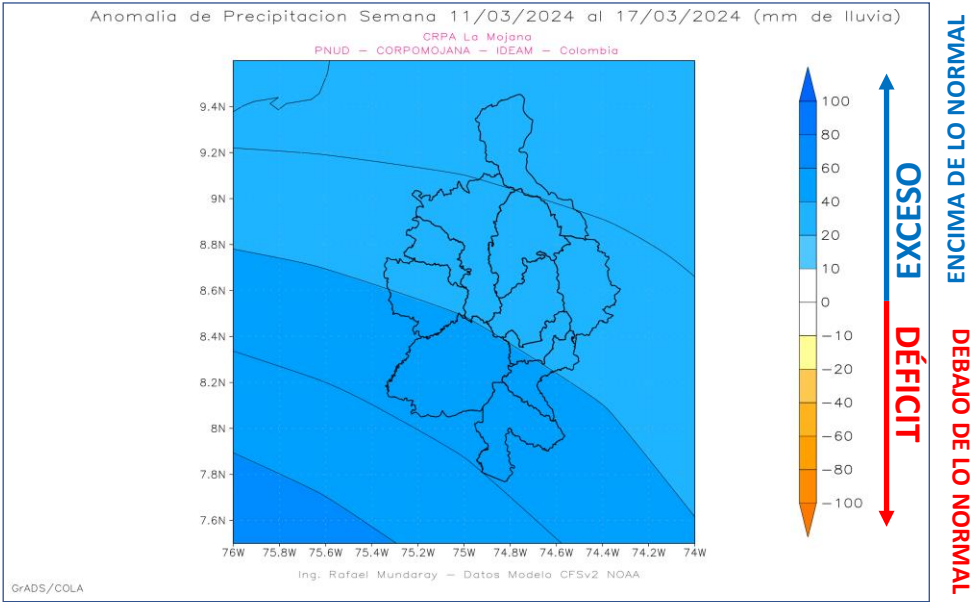 Anomalia de Precipitacion Semana 11/03/2024 al 17/03/2024 (mm de lluvia)
CRPA La Mojana
PNUD – CORPOMOJANA – IDEAM – Colombia
9.4N
9.2N
9N
8.8N
8.6N
8.4N
8.2N
8N
7.8N
7.6N
76W 75.8W 75.6W 75.4W 75.2W 75W 74.8W 74.6W 74.4W 74.2W 74W
Ing. Rafael Mundaray – Datos Modelo CFSv2 NOAA
GrADS/COLA
100
80
60
40
20
10
0
−10
−20
−40
−60
−80
−100
EXCESO
DÉFICIT
ENCIMA DE LO NORMAL
DEBAJO DE LO NORMAL